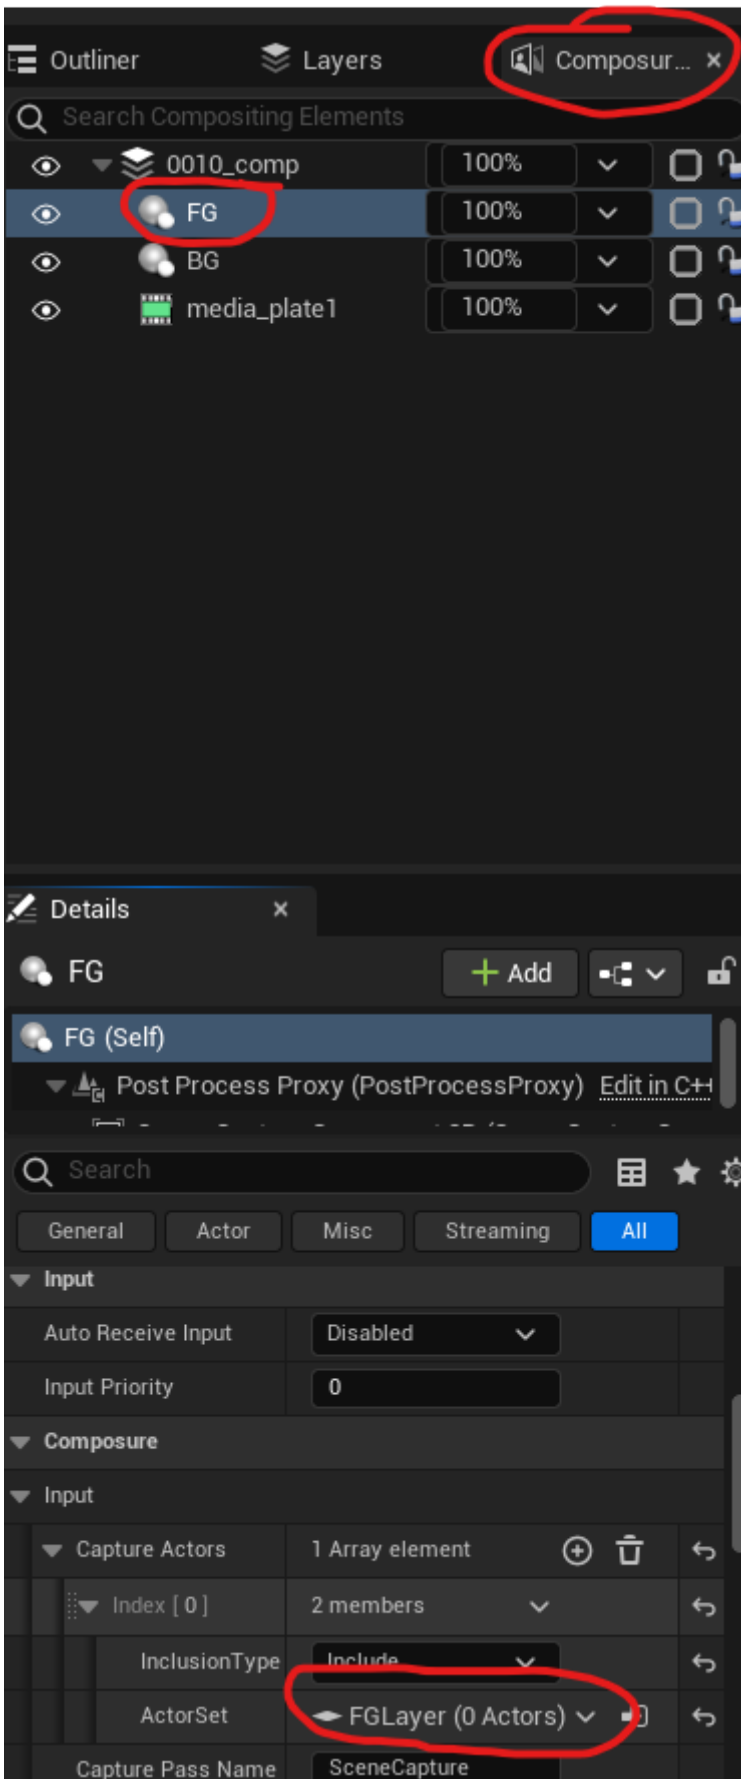 Outliner Layers Composur...
Search Compositing Elements
0010_comp 100%
FG 100%
BG 100%
media_plate1 100%
Details
FG Add
FG (Self)
Post Process Proxy (PostProcessProxy) Edit in C++
Search
General Actor Misc Streaming All
Input
Auto Receive Input Disabled
Input Priority 0
Composure
Input
Capture Actors 1 Array element
Index [ 0 ] 2 members
InclusionType Include
ActorSet FGLayer (0 Actors)
Capture Pass Name SceneCapture